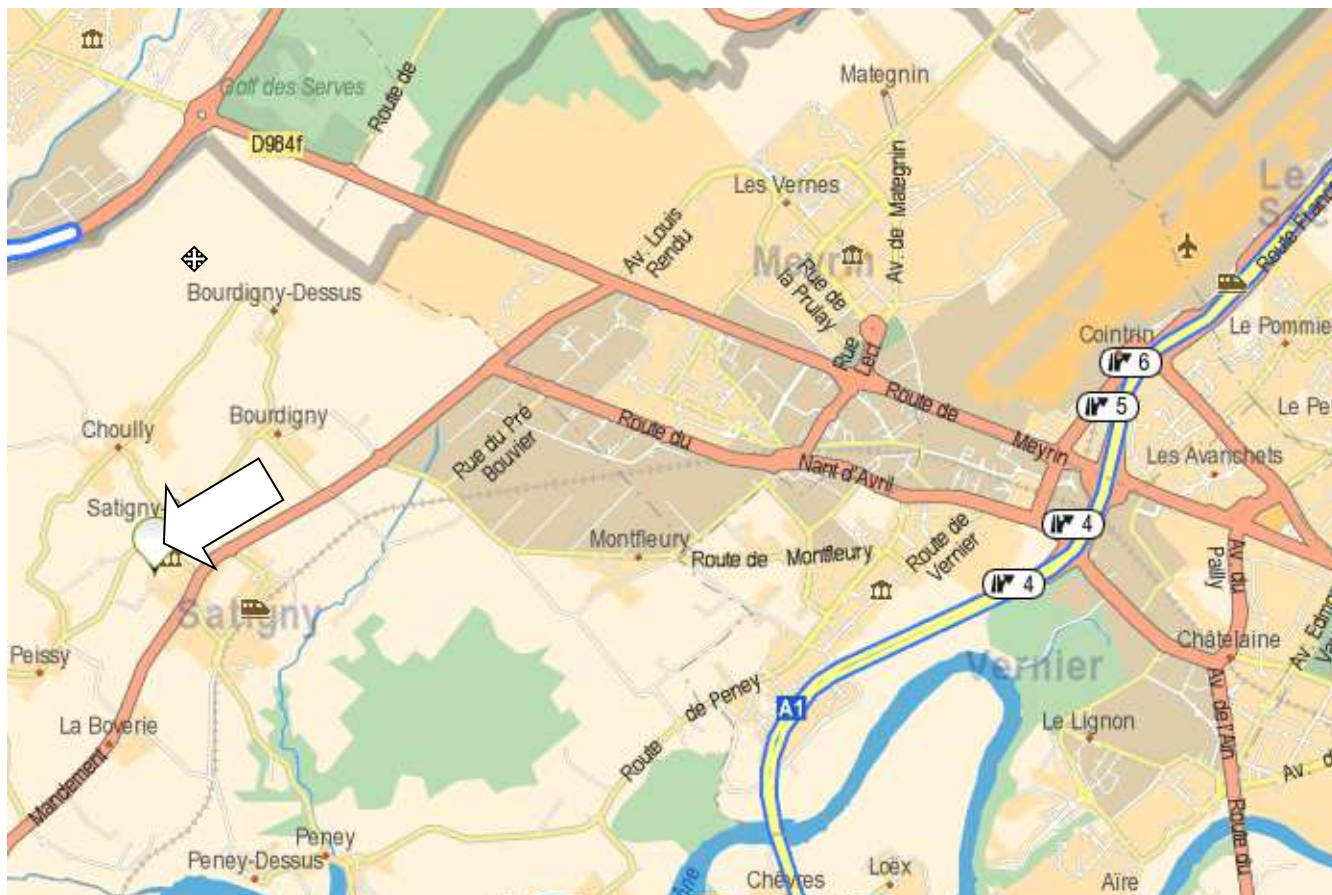 Golf des Serves
Route de
D984f
Mategnin
Les Vernes
Av. de Mategnin
Av. Louis
Rendu
Meyrin
Rue de
la Prulay
Bourdigny-Dessus
Cointrin
6
Le Pommie
Rue
Lect
5
Route de
Meyrin
Le Pe
Bourdigny
Choully
Rue du Pré
Bouvier
Route du
Nant d'Avril
Les Avanchets
Satigny
4
Montfleury
Route de Montfleury
Route de
Vernier
Av. du
Pailly
4
Satigny
Peissy
Châtelaine
Vernier
Route
de Peney
A1
Le Lignon
Av. de l'Ain
La Boverie
Mandement
Route du
Peney
Peney-Dessus
Chèvres
Loëx
Aïre